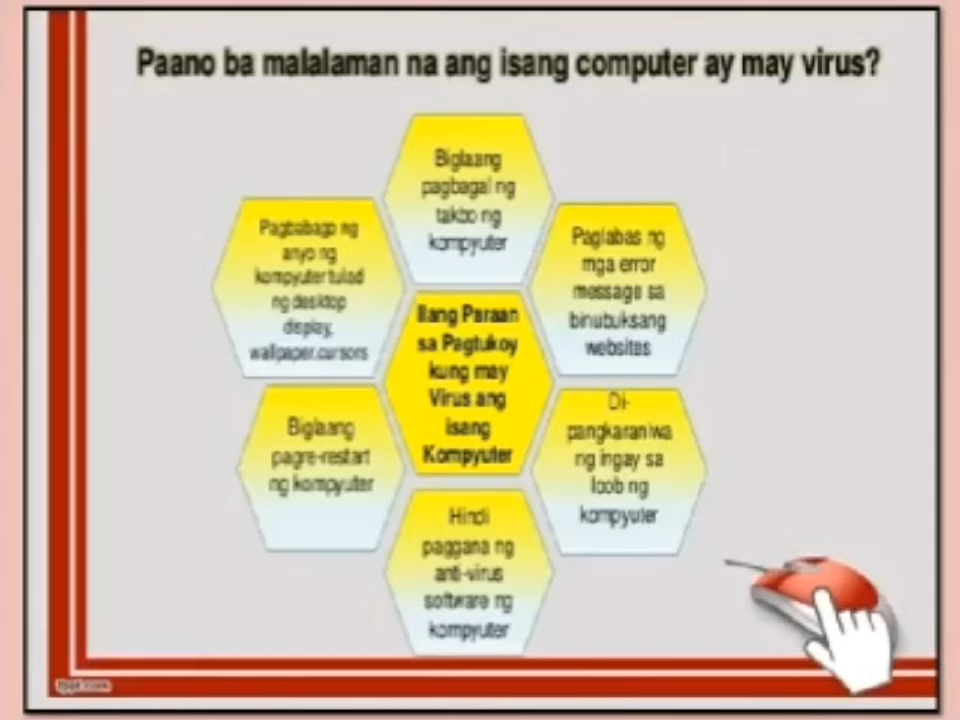 Paano ba malalaman na ang isang computer ay may virus?
Biglaang
pagbagal ng
takbo ng
kompyuter
Paglabas ng
mga error
message sa
binubuksang
websites
Di-
pangkaraniwa
ng ingay sa
loob ng
kompyuter
Hindi
paggana ng
anti-virus
software ng
kompyuter
Biglaang
pagre-restart
ng kompyuter
Pagbabago ng
anyo ng
kompyuter tulad
ng desktop
display,
wallpaper,cursors
Ilang Paraan
sa Pagtukoy
kung may
Virus ang
isang
Kompyuter